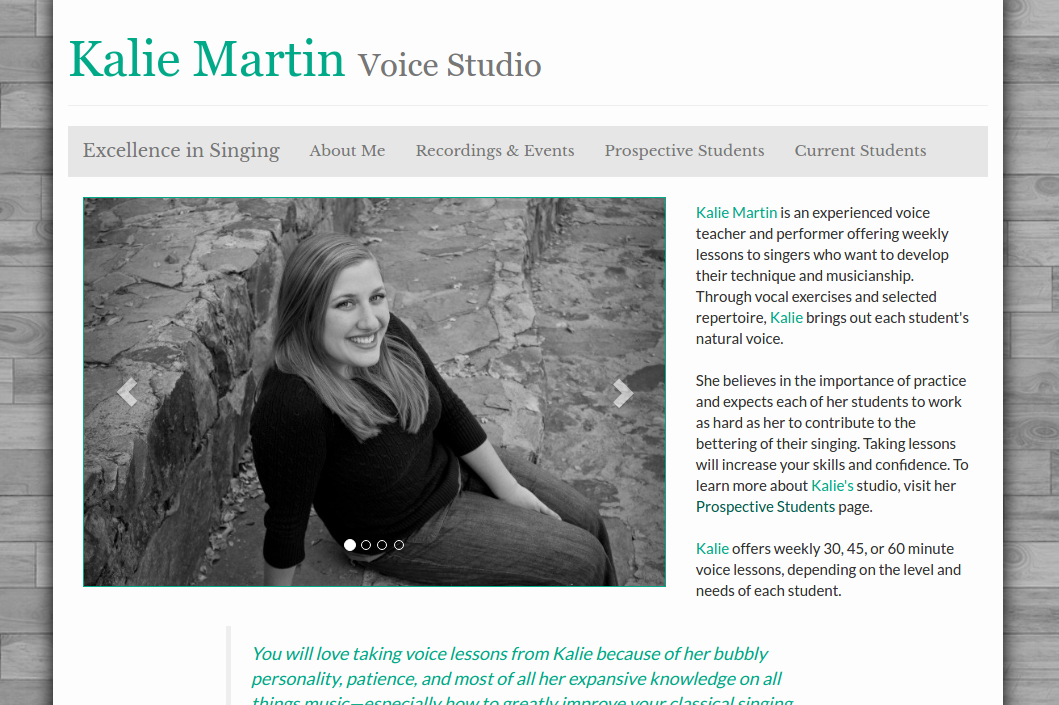 Kalie Martin Voice Studio
Excellence in Singing About Me Recordings & Events Prospective Students Current Students
Kalie Martin is an experienced voice
teacher and performer offering weekly
lessons to singers who want to develop
their technique and musicianship.
Through vocal exercises and selected
repertoire, Kalie brings out each student's
natural voice.
She believes in the importance of practice
and expects each of her students to work
as hard as her to contribute to the
bettering of their singing. Taking lessons
will increase your skills and confidence. To
learn more about Kalie's studio, visit her
Prospective Students page.
Kalie offers weekly 30, 45, or 60 minute
voice lessons, depending on the level and
needs of each student.
You will love taking voice lessons from Kalie because of her bubbly
personality, patience, and most of all her expansive knowledge on all
things music—especially how to greatly improve your classical singing